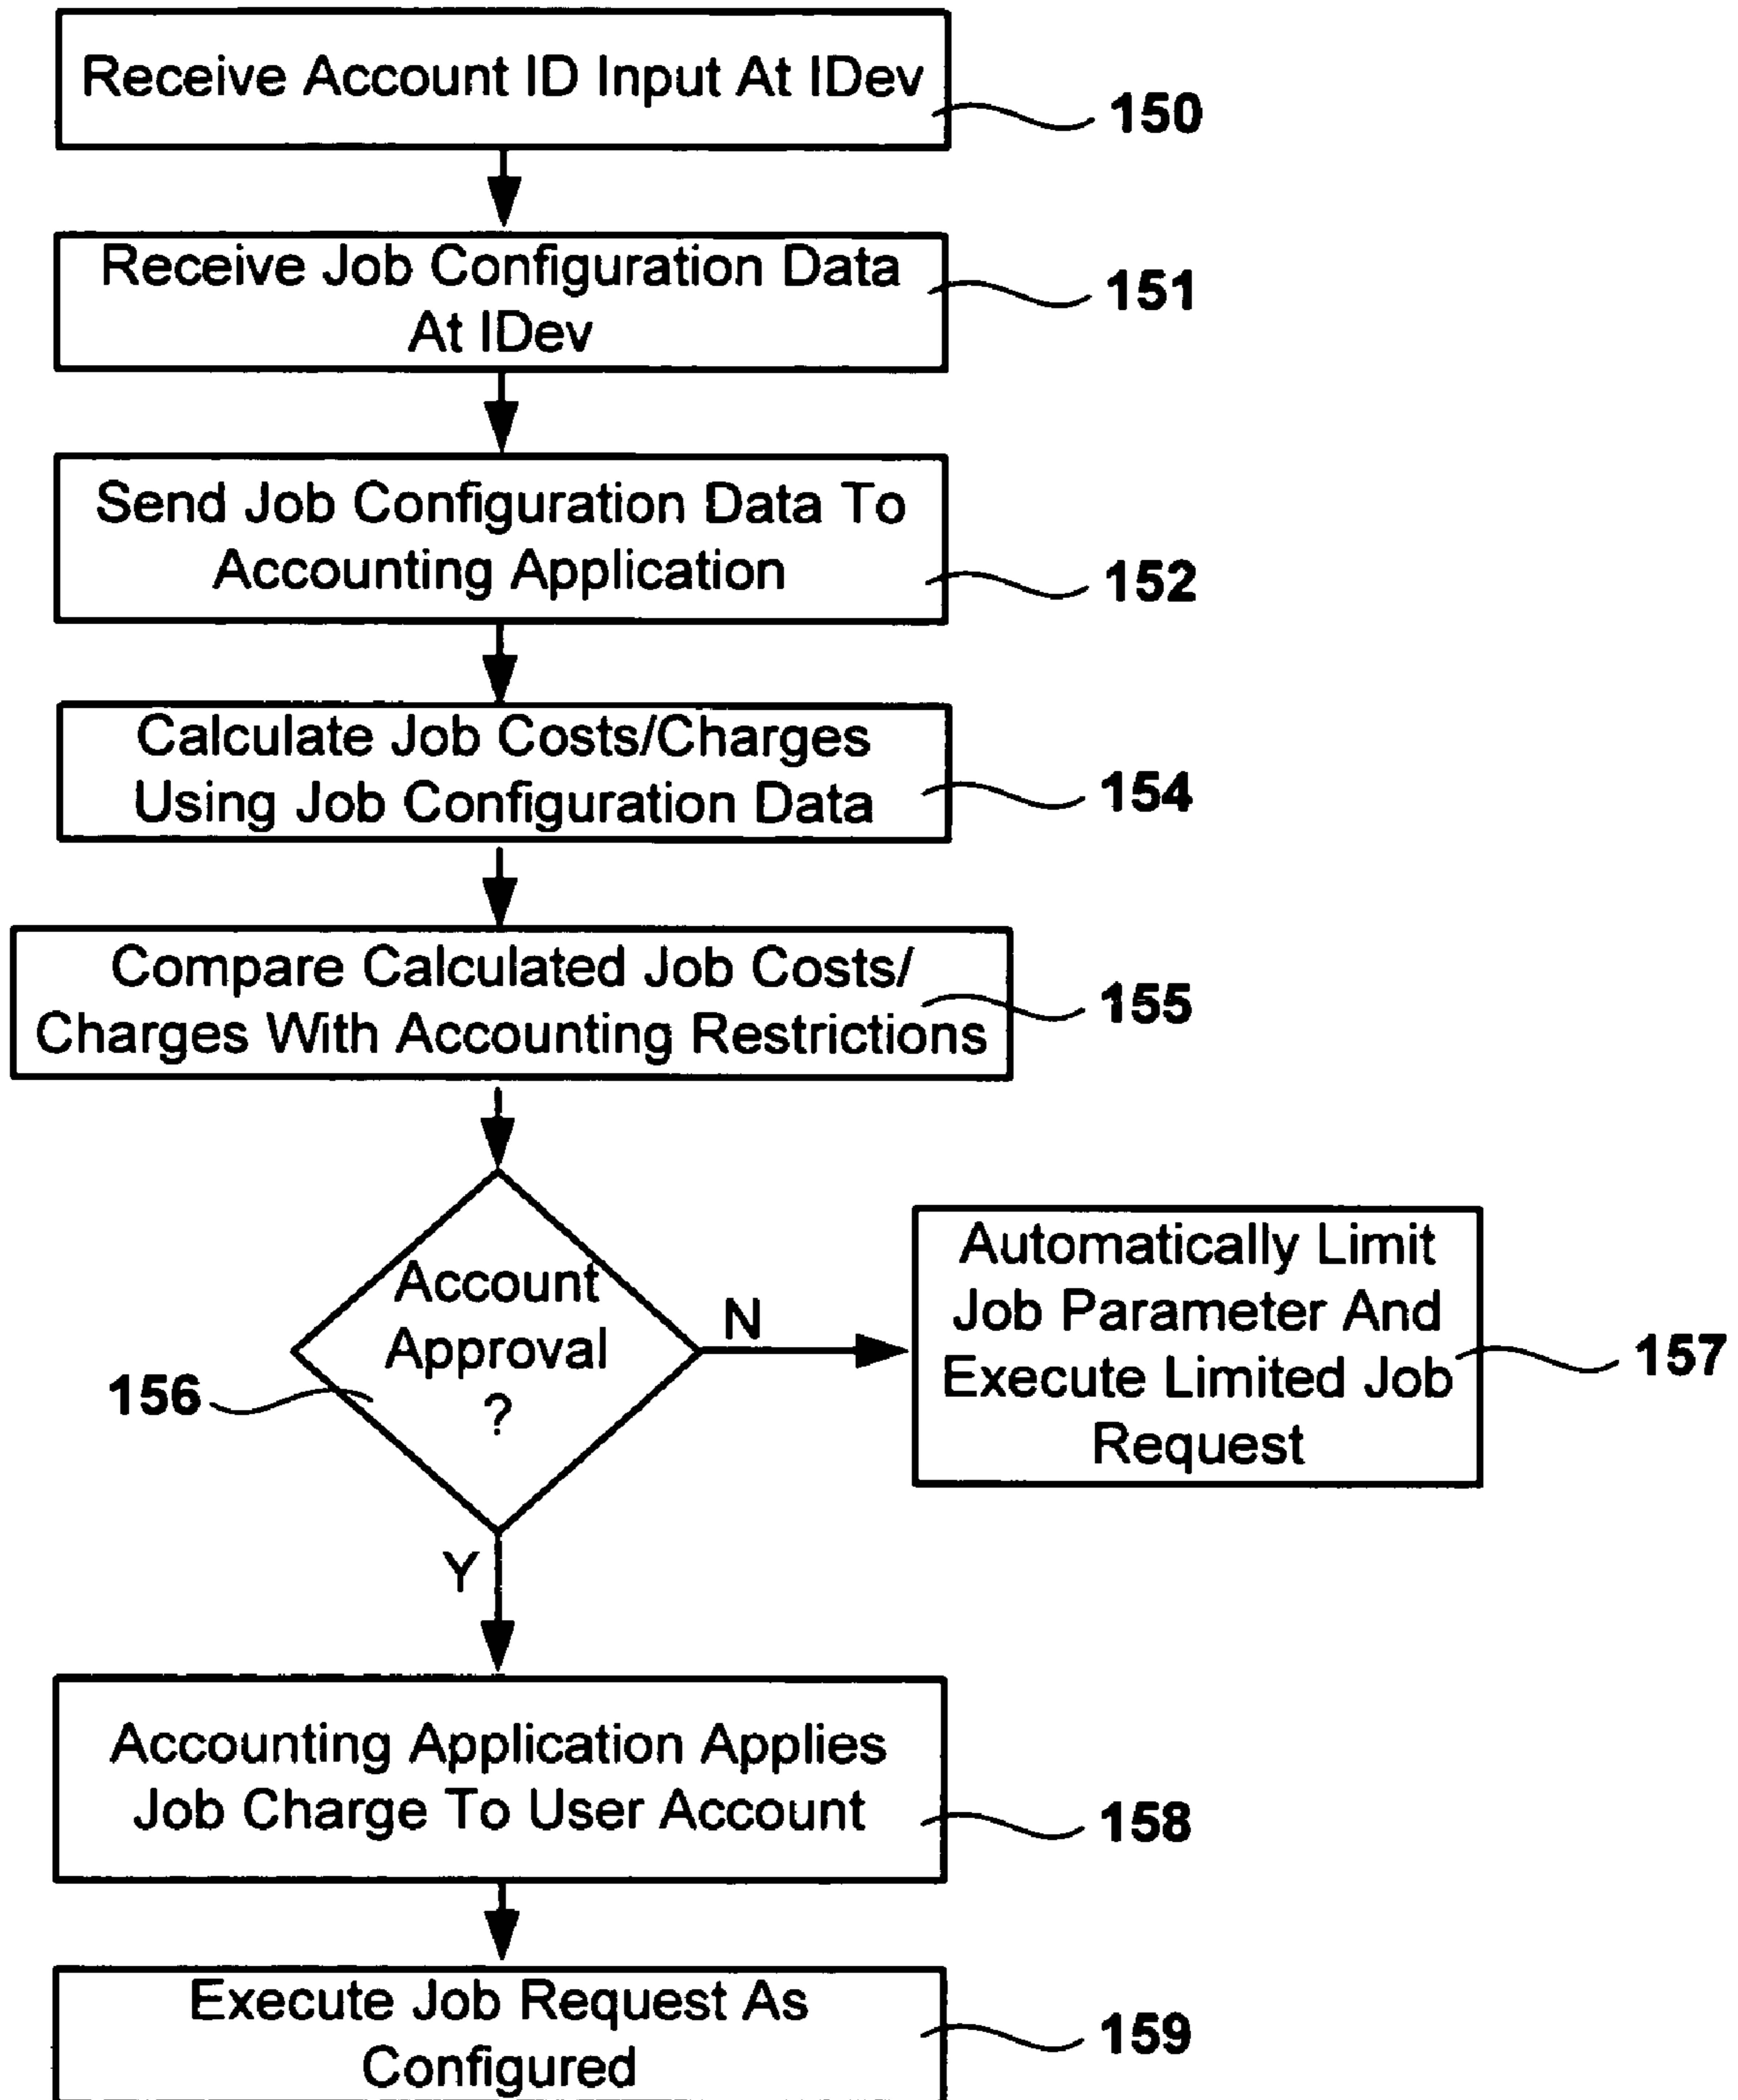 Receive Account ID Input At IDev
150
Receive Job Configuration Data
At IDev
151
Send Job Configuration Data To
Accounting Application
152
Calculate Job Costs/Charges
Using Job Configuration Data
154
Compare Calculated Job Costs/
Charges With Accounting Restrictions
155
Account
Approval
?
156
N
Automatically Limit
Job Parameter And
Execute Limited Job
Request
157
Y
Accounting Application Applies
Job Charge To User Account
158
Execute Job Request As
Configured
159